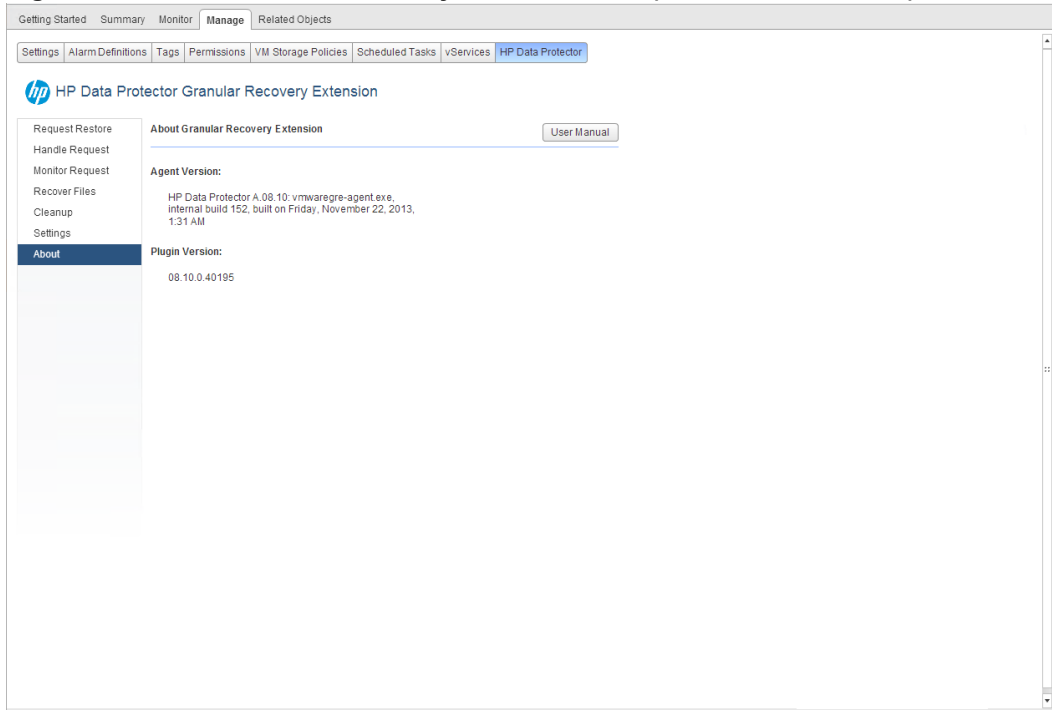 Getting Started Summary Monitor Manage Related Objects
Settings Alarm Definitions Tags Permissions VM Storage Policies Scheduled Tasks vServices HP Data Protector
hp HP Data Protector Granular Recovery Extension
Request Restore
Handle Request
Monitor Request
Recover Files
Cleanup
Settings
About
About Granular Recovery Extension User Manual
Agent Version:
HP Data Protector A.08.10: vmwaregre-agent.exe,
internal build 152, built on Friday, November 22, 2013,
1:31 AM
Plugin Version:
08.10.0.40195